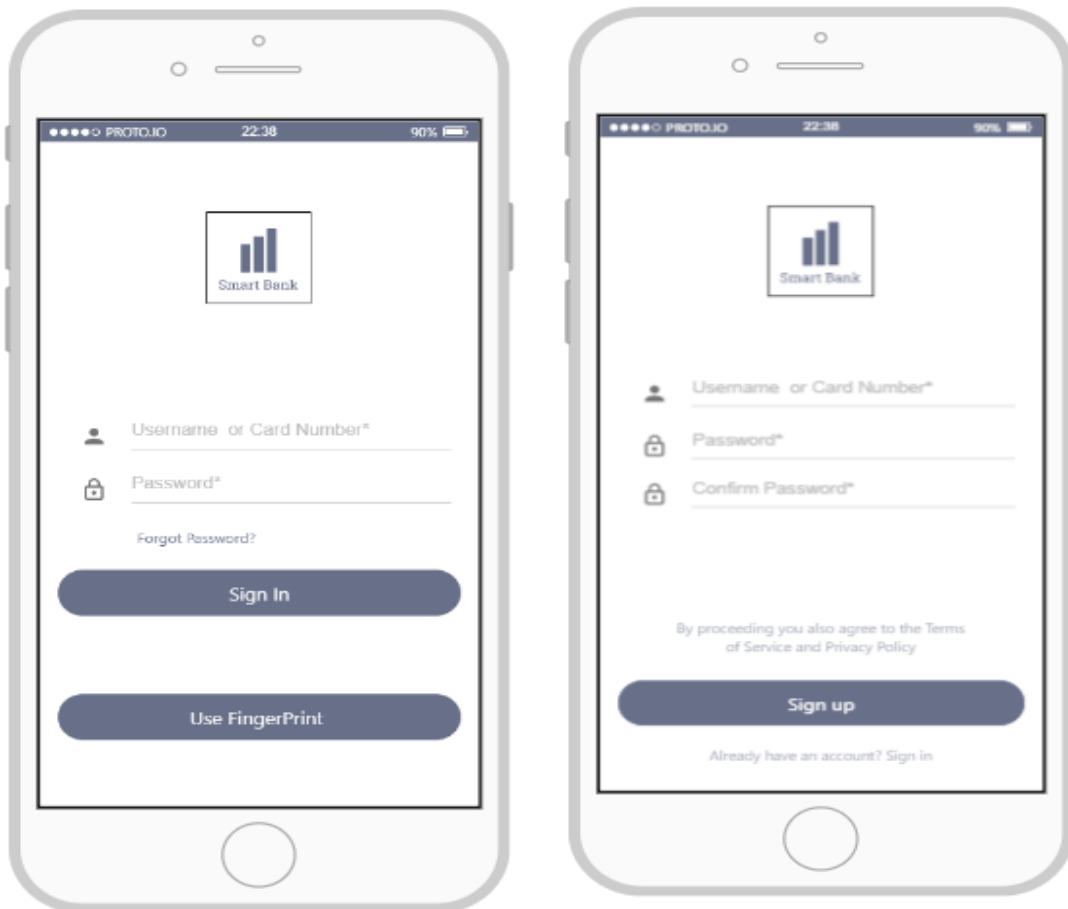 PROTO.IO 22:38 90%
Smart Bank
Username or Card Number*
Password*
Forgot Password?
Sign In
Use FingerPrint
PROTO.IO 22:38 90%
Smart Bank
Username or Card Number*
Password*
Confirm Password*
By proceeding you also agree to the Terms
of Service and Privacy Policy
Sign up
Already have an account? Sign in